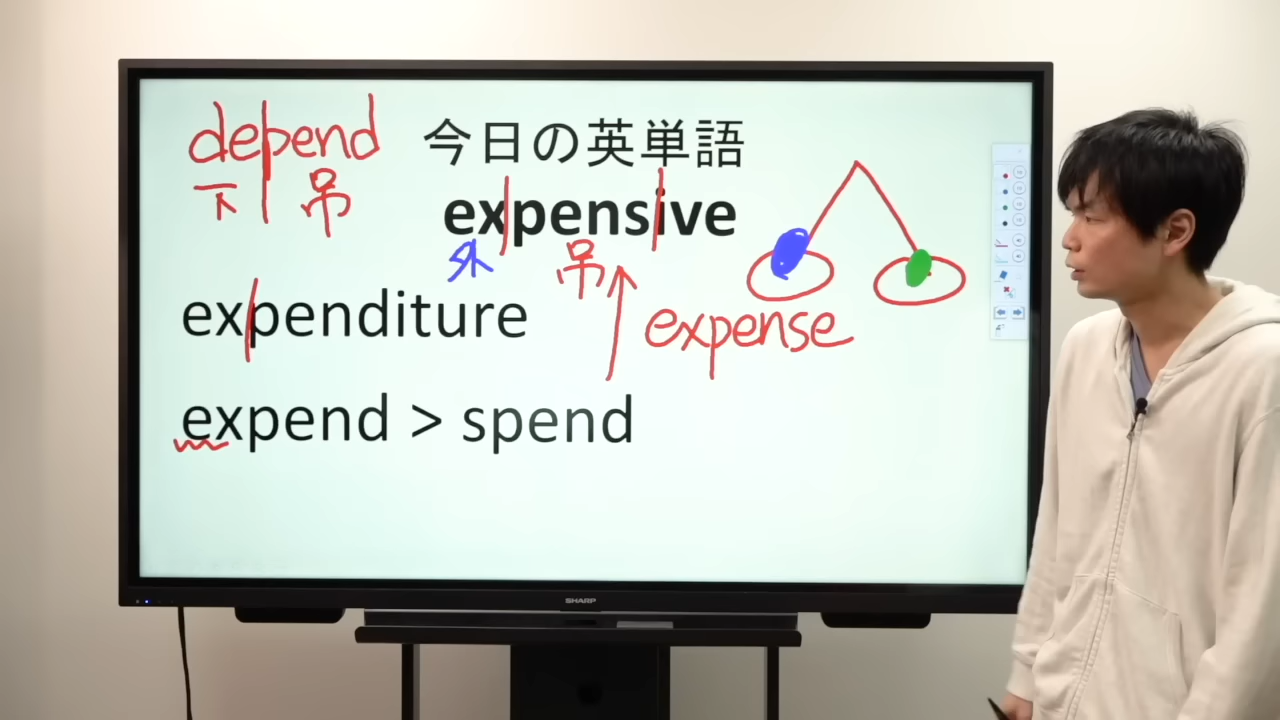 depend
下 吊
今日の英単語
expensive
外 吊
expense
expenditure
expend > spend
SHARP